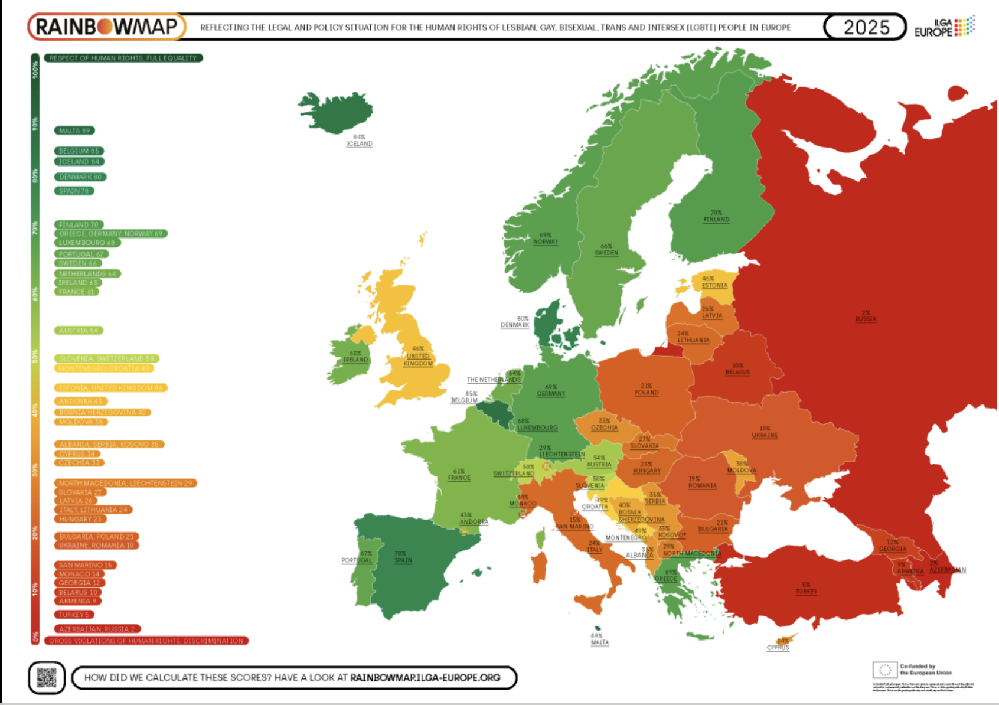 RAINBOWMAP
REFLECTING THE LEGAL AND POLICY SITUATION FOR THE HUMAN RIGHTS OF LESBIAN, GAY, BISEXUAL, TRANS AND INTERSEX (LGBTI) PEOPLE IN EUROPE
2025
ILGA
EUROPE
100%
90%
80%
70%
60%
50%
40%
30%
20%
10%
0%
RESPECT OF HUMAN RIGHTS, FULL EQUALITY
MALTA 89
BELGIUM 85
ICELAND 84
DENMARK 80
SPAIN 78
FINLAND 70
GREECE, GERMANY, NORWAY 69
LUXEMBOURG 68
PORTUGAL 67
SWEDEN 66
NETHERLANDS 64
IRELAND 63
FRANCE 61
AUSTRIA 54
SLOVENIA, SWITZERLAND 50
MONTENEGRO, CROATIA 49
ESTONIA, UNITED KINGDOM 46
ANDORRA 43
BOSNIA HERZEGOVINA 40
MOLDOVA 38
ALBANIA, SERBIA, KOSOVO 35
CYPRUS 34
CZECHIA 33
NORTH MACEDONIA, LIECHTENSTEIN 29
SLOVAKIA 27
LATVIA 26
ITALY, LITHUANIA 24
HUNGARY 23
BULGARIA, POLAND 21
UKRAINE, ROMANIA 19
SAN MARINO 15
MONACO 14
GEORGIA 12
BELARUS 10
ARMENIA 9
TURKEY 5
AZERBAIJAN, RUSSIA 2
GROSS VIOLATIONS OF HUMAN RIGHTS, DISCRIMINATION
84%
ICELAND
70%
FINLAND
69%
NORWAY
66%
SWEDEN
46%
ESTONIA
26%
LATVIA
24%
LITHUANIA
2%
RUSSIA
80%
DENMARK
63%
IRELAND
46%
UNITED
KINGDOM
64%
THE NETHERLANDS
85%
BELGIUM
69%
GERMANY
21%
POLAND
10%
BELARUS
68%
LUXEMBOURG
33%
CZECHIA
27%
SLOVAKIA
19%
UKRAINE
29%
LIECHTENSTEIN
54%
AUSTRIA
23%
HUNGARY
38%
MOLDOVA
61%
FRANCE
50%
SWITZERLAND
50%
SLOVENIA
19%
ROMANIA
14%
MONACO
49%
CROATIA
35%
SERBIA
40%
BOSNIA
&HERZEGOVINA
43%
ANDORRA
15%
SAN MARINO
49%
MONTENEGRO
35%
KOSOVO*
21%
BULGARIA
67%
PORTUGAL
78%
SPAIN
24%
ITALY
35%
ALBANIA
29%
NORTH MACEDONIA
12%
GEORGIA
9%
ARMENIA
2%
AZERBAIJAN
69%
GREECE
5%
TURKEY
89%
MALTA
34%
CYPRUS
HOW DID WE CALCULATE THESE SCORES? HAVE A LOOK AT RAINBOWMAP.ILGA-EUROPE.ORG
Co-funded by
the European Union